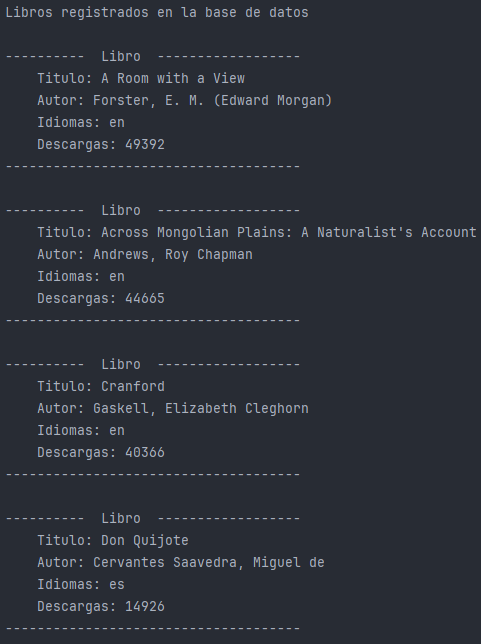 Libros registrados en la base de datos
----------  Libro  ------------------
    Titulo: A Room with a View
    Autor: Forster, E. M. (Edward Morgan)
    Idiomas: en
    Descargas: 49392
-------------------------------------
----------  Libro  ------------------
    Titulo: Across Mongolian Plains: A Naturalist's Account
    Autor: Andrews, Roy Chapman
    Idiomas: en
    Descargas: 44665
-------------------------------------
----------  Libro  ------------------
    Titulo: Cranford
    Autor: Gaskell, Elizabeth Cleghorn
    Idiomas: en
    Descargas: 40366
-------------------------------------
----------  Libro  ------------------
    Titulo: Don Quijote
    Autor: Cervantes Saavedra, Miguel de
    Idiomas: es
    Descargas: 14926
-------------------------------------